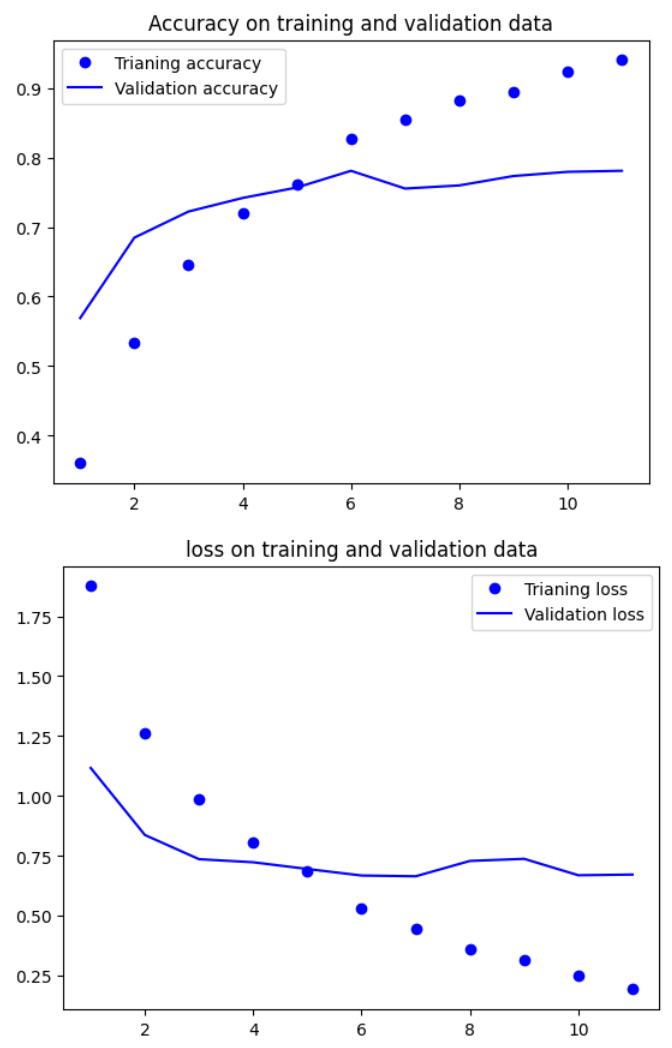 Accuracy on training and validation data
Trianing accuracy
Validation accuracy
0.9
0.8
0.7
0.6
0.5
0.4
2 4 6 8 10
loss on training and validation data
Trianing loss
Validation loss
1.75
1.50
1.25
1.00
0.75
0.50
0.25
2 4 6 8 10